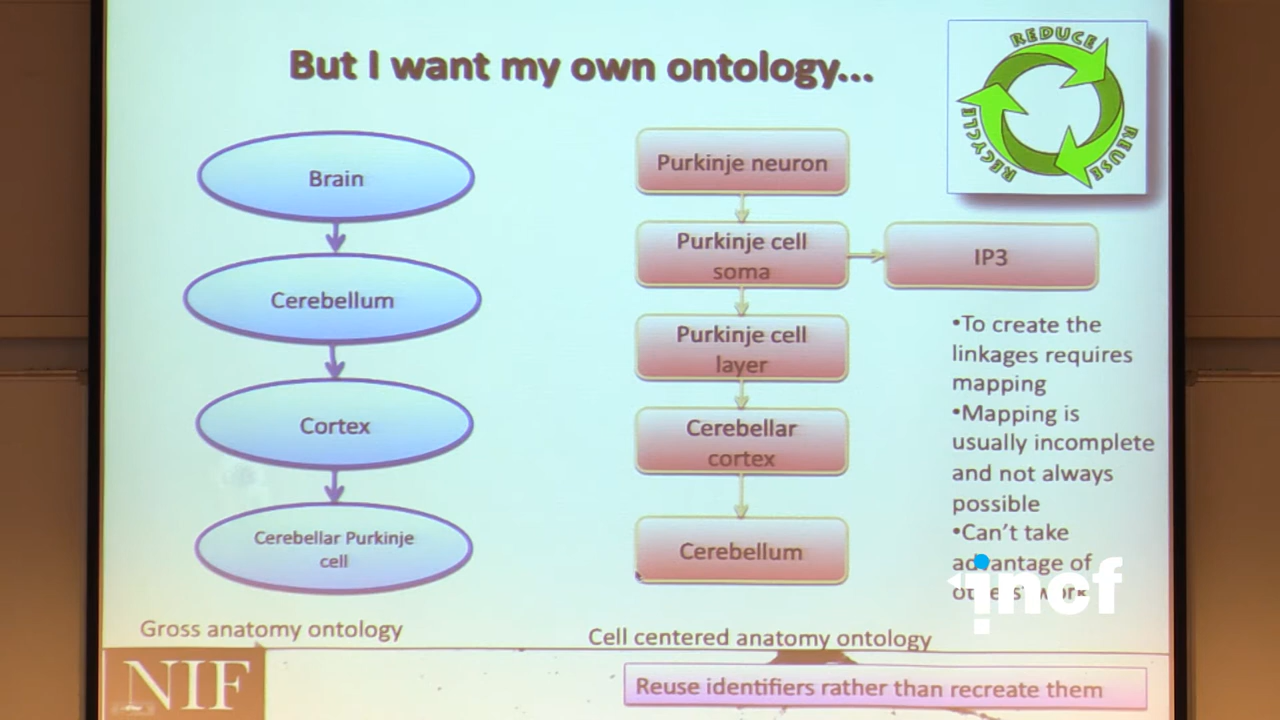 But I want my own ontology...
REDUCE
REUSE
RECYCLE
Brain
Cerebellum
Cortex
Cerebellar Purkinje
cell
Gross anatomy ontology
Purkinje neuron
Purkinje cell
soma
IP3
Purkinje cell
layer
Cerebellar
cortex
Cerebellum
Cell centered anatomy ontology
•To create the
linkages requires
mapping
•Mapping is
usually incomplete
and not always
possible
•Can't take
advantage of
others' work
incf
NIF
Reuse identifiers rather than recreate them